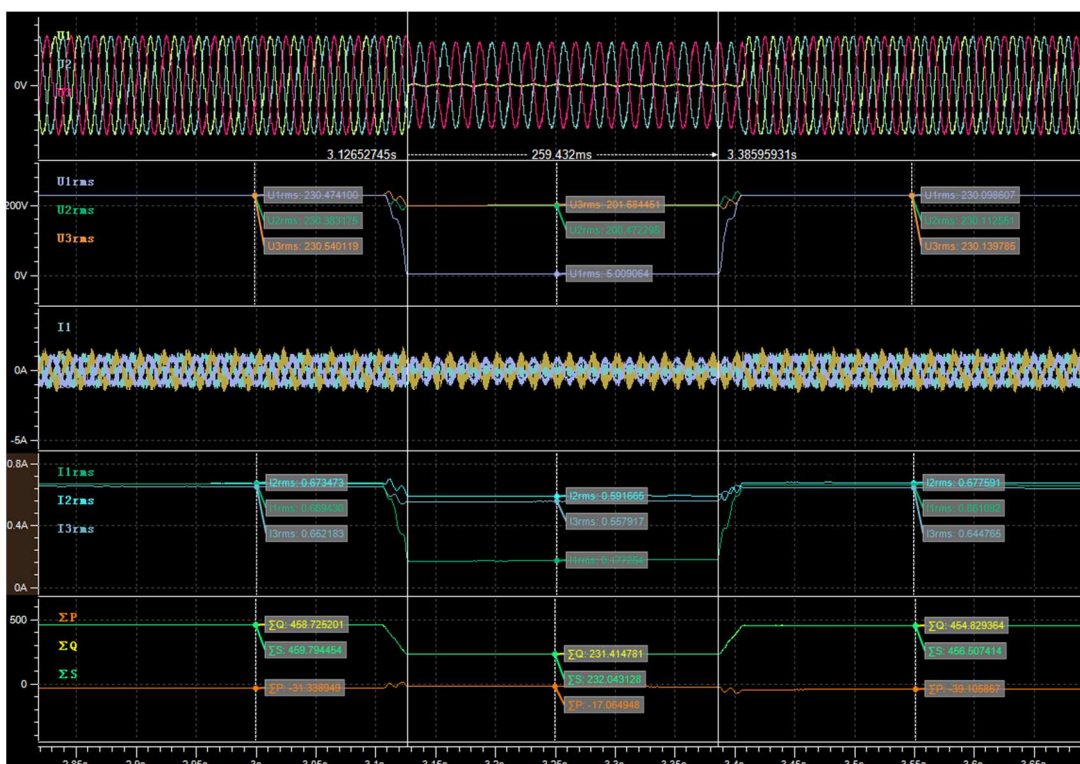 U1
U2
0V
3.12652745s
259.432ms
3.38595931s
U1rms
U1rms: 230.474100
U3rms: 201.684451
U1rms: 230.098607
200V
U2rms
U2rms: 230.383175
U2rms: 200.472295
U2rms: 230.112551
U3rms
U3rms: 230.540119
U3rms: 230.139785
0V
U1rms: 5.009064
I1
0A
-5A
0.8A
I1rms
I2rms: 0.673473
I2rms: 0.591665
I2rms: 0.677591
I2rms
I3rms: 0.557917
0.4A
I3rms
I3rms: 0.652183
I3rms: 0.644765
0A
500
ΣP
ΣQ: 458.725201
ΣQ: 454.829364
ΣQ
ΣS: 459.794454
ΣQ: 231.414781
ΣS: 456.507414
ΣS
ΣS: 232.043128
0
ΣP: -31.338949
ΣP: -17.064948
ΣP: -39.105867